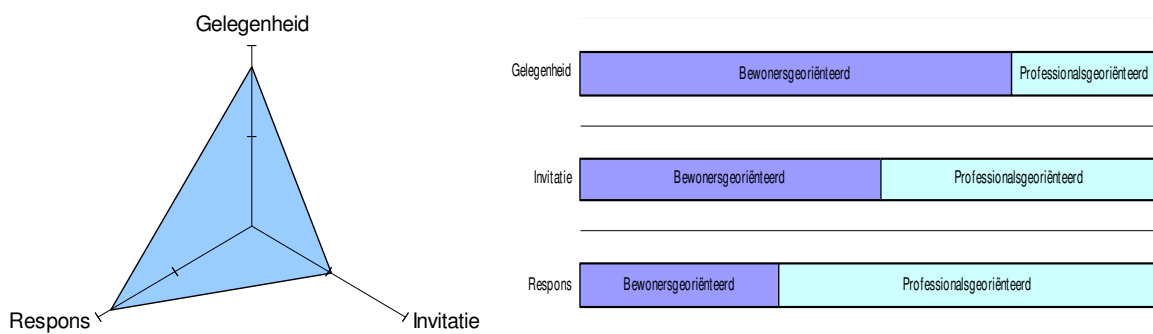 Gelegenheid
Respons
Invitatie
Gelegenheid
Bewonersgeoriënteerd
Professionalsgeoriënteerd
Invitatie
Bewonersgeoriënteerd
Professionalsgeoriënteerd
Respons
Bewonersgeoriënteerd
Professionalsgeoriënteerd